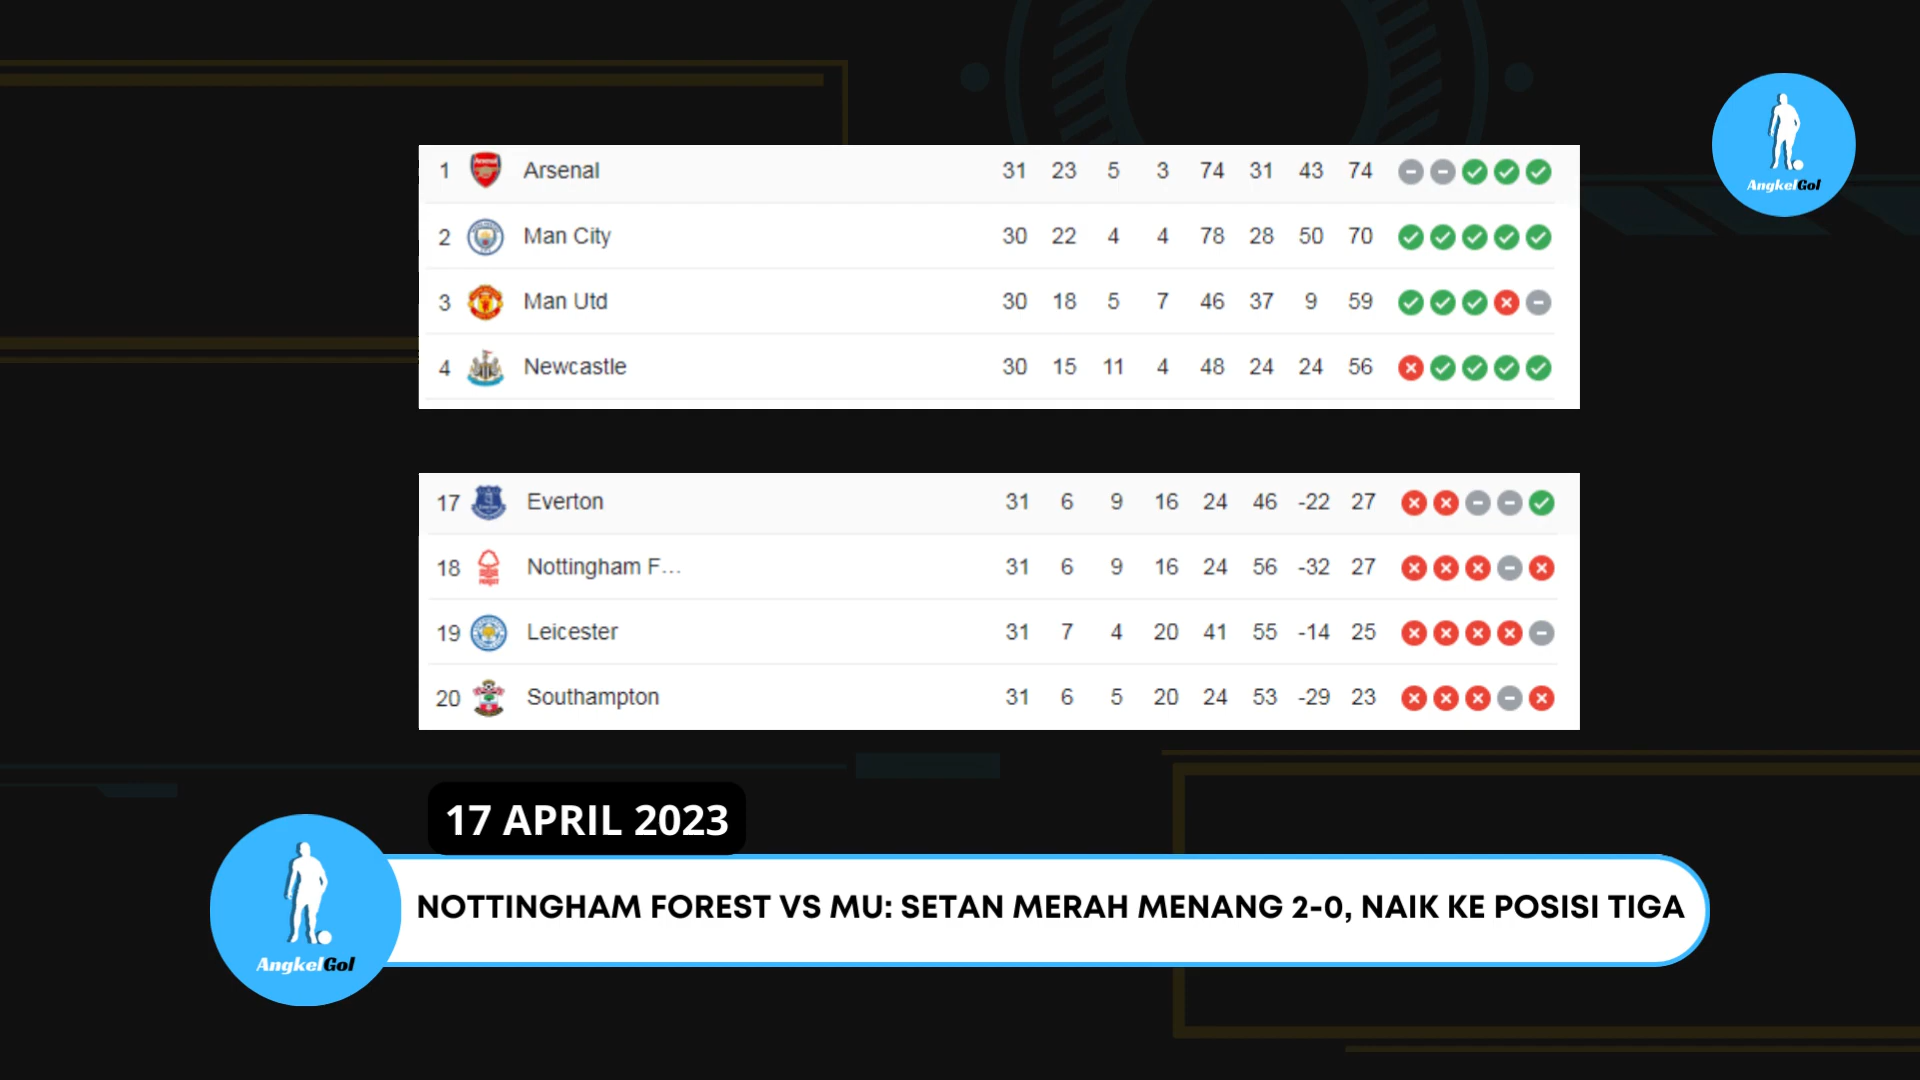 1 Arsenal 31 23 5 3 74 31 43 74
AngkelGol
2 Man City 30 22 4 4 78 28 50 70
3 Man Utd 30 18 5 7 46 37 9 59
4 Newcastle 30 15 11 4 48 24 24 56
17 Everton 31 6 9 16 24 46 -22 27
18 Nottingham F... 31 6 9 16 24 56 -32 27
19 Leicester 31 7 4 20 41 55 -14 25
20 Southampton 31 6 5 20 24 53 -29 23
17 APRIL 2023
NOTTINGHAM FOREST VS MU: SETAN MERAH MENANG 2-0, NAIK KE POSISI TIGA
AngkelGol